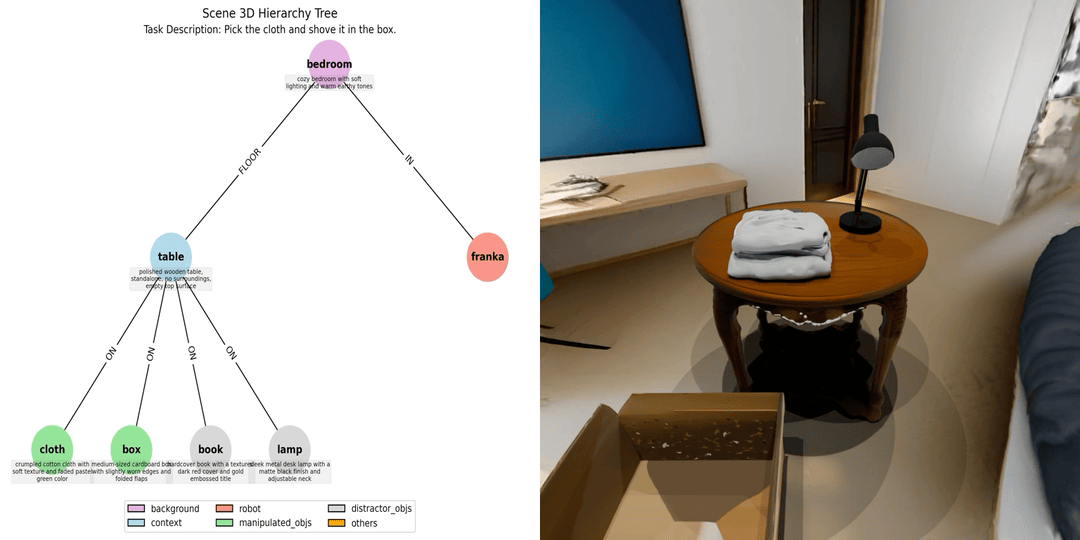 Scene 3D Hierarchy Tree
Task Description: Pick the cloth and shove it in the box.
bedroom
cozy bedroom with soft
lighting and warm earthy tones
FLOOR
IN
table
franka
polished wooden table,
standalone, no surroundings,
empty top surface
ON
ON
ON
ON
cloth
box
book
lamp
crumpled cotton cloth with
soft texture and faded pastel
green color
medium-sized cardboard box
with slightly worn edges and
folded flaps
hardcover book with a textured
dark red cover and gold
embossed title
sleek metal desk lamp with a
matte black finish and
adjustable neck
background
robot
distractor_objs
context
manipulated_objs
others